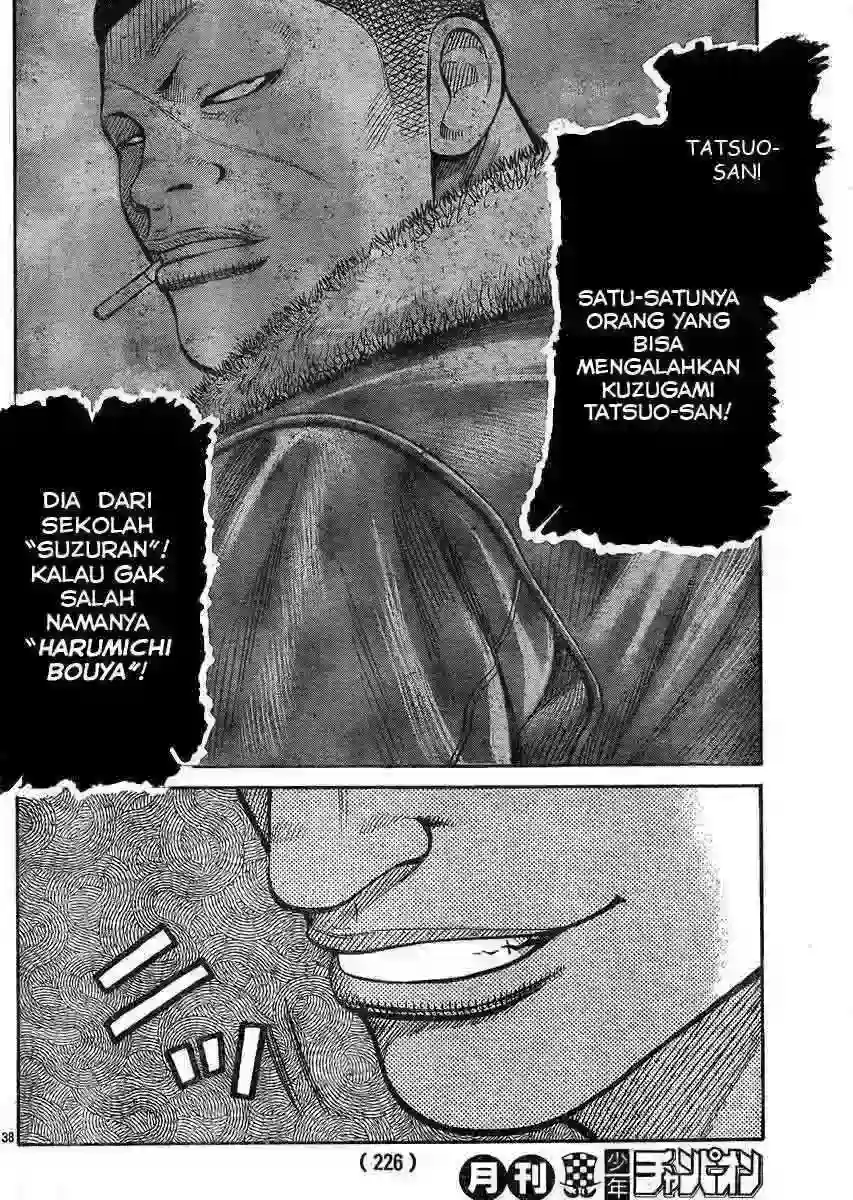 TATSUO-
SAN!
SATU-SATUNYA
ORANG YANG
BISA
MENGALAHKAN
KUZUGAMI
TATSUO-SAN!
DIA DARI
SEKOLAH
"SUZURAN"!
KALAU GAK
SALAH
NAMANYA
"HARUMICHI
BOUYA"!
ニッ
38
( 226 )
月刊 少年 チャンピオン